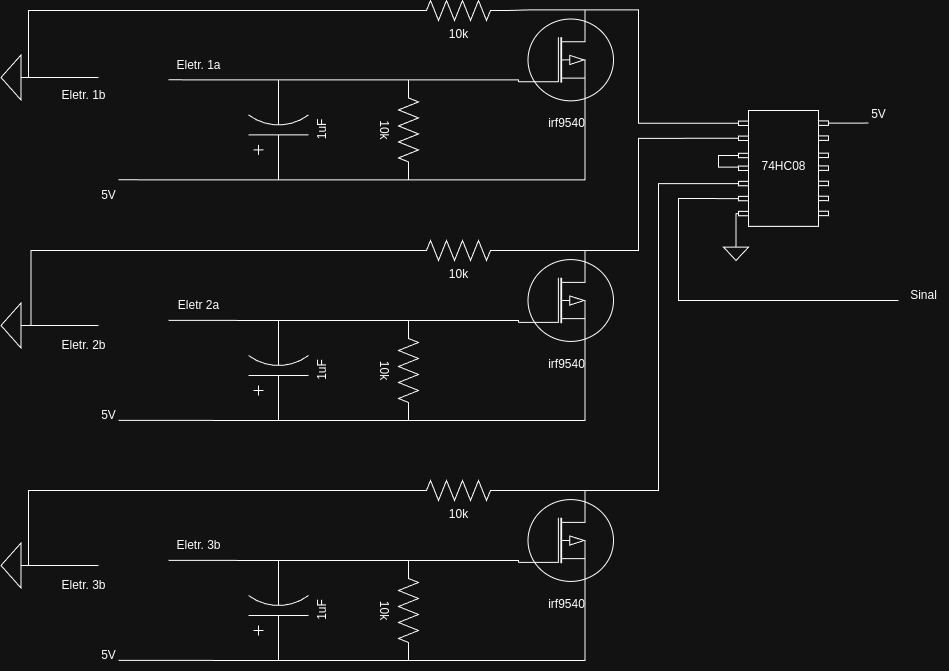 10k
Eletr. 1a
Eletr. 1b
1uF
10k
irf9540
+
5V
74HC08
5V
Sinal
10k
Eletr 2a
Eletr. 2b
1uF
10k
irf9540
+
5V
10k
Eletr. 3b
Eletr. 3b
1uF
10k
irf9540
+
5V